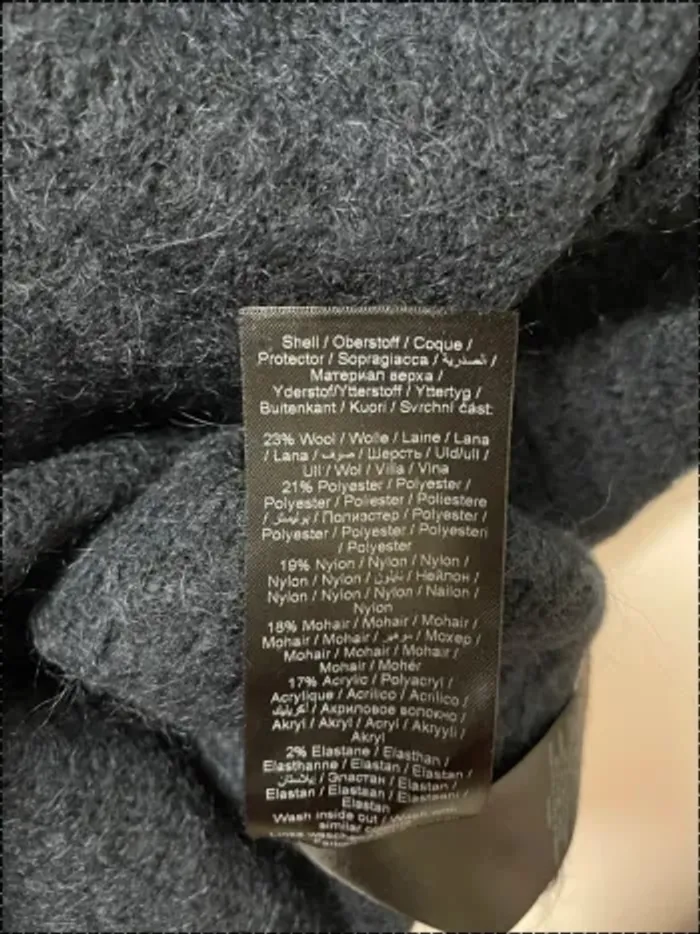 Shell / Oberstoff / Coque /
Protector / Sopragiacca / الصدرية /
Материал верха /
Yderstof/Ytterstoff / Yttertyg /
Buitenkant / Kuori / Svrchní část:
23% Wool / Wolle / Laine / Lana
/ Lana / صوف / Шерсть / Uld/ull /
Ull / Wol / Villa / Vlna
21% Polyester / Polyester /
Polyester / Poliester / Poliestere
/ بوليستر / Полиэстер / Polyester /
Polyester / Polyester / Polyesteri
/ Polyester
19% Nylon / Nylon / Nylon /
Nylon / Nylon / نايلون / Нейлон /
Nylon / Nylon / Nylon / Nailon /
Nylon
18% Mohair / Mohair / Mohair /
Mohair / Mohair / موهير / Мохер /
Mohair / Mohair / Mohair /
Mohair / Mohér
17% Acrylic / Polyacryl /
Acrylique / Acrílico / Acrilico /
أكريليك / Акриловое волокно /
Akryl / Akryl / Acryl / Akryyli /
Akryl
2% Elastane / Elasthan /
Elasthanne / Elastan / Elastan /
إيلاستان / Эластан / Elastan /
Elastan / Elastaan / Elastaani /
Elastan
Wash inside out / Wash with
similar